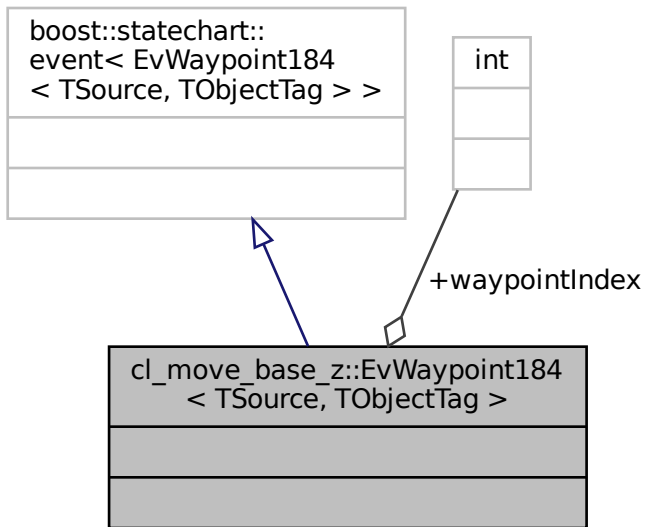 boost::statechart::
event< EvWaypoint184
< TSource, TObjectTag > >
int
+waypointIndex
cl_move_base_z::EvWaypoint184
< TSource, TObjectTag >